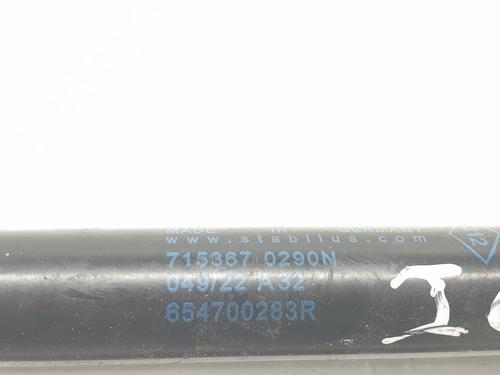 MADE IN GERMANY
www.stabilus.com
715367 0290N
049/22 A32
654700283R